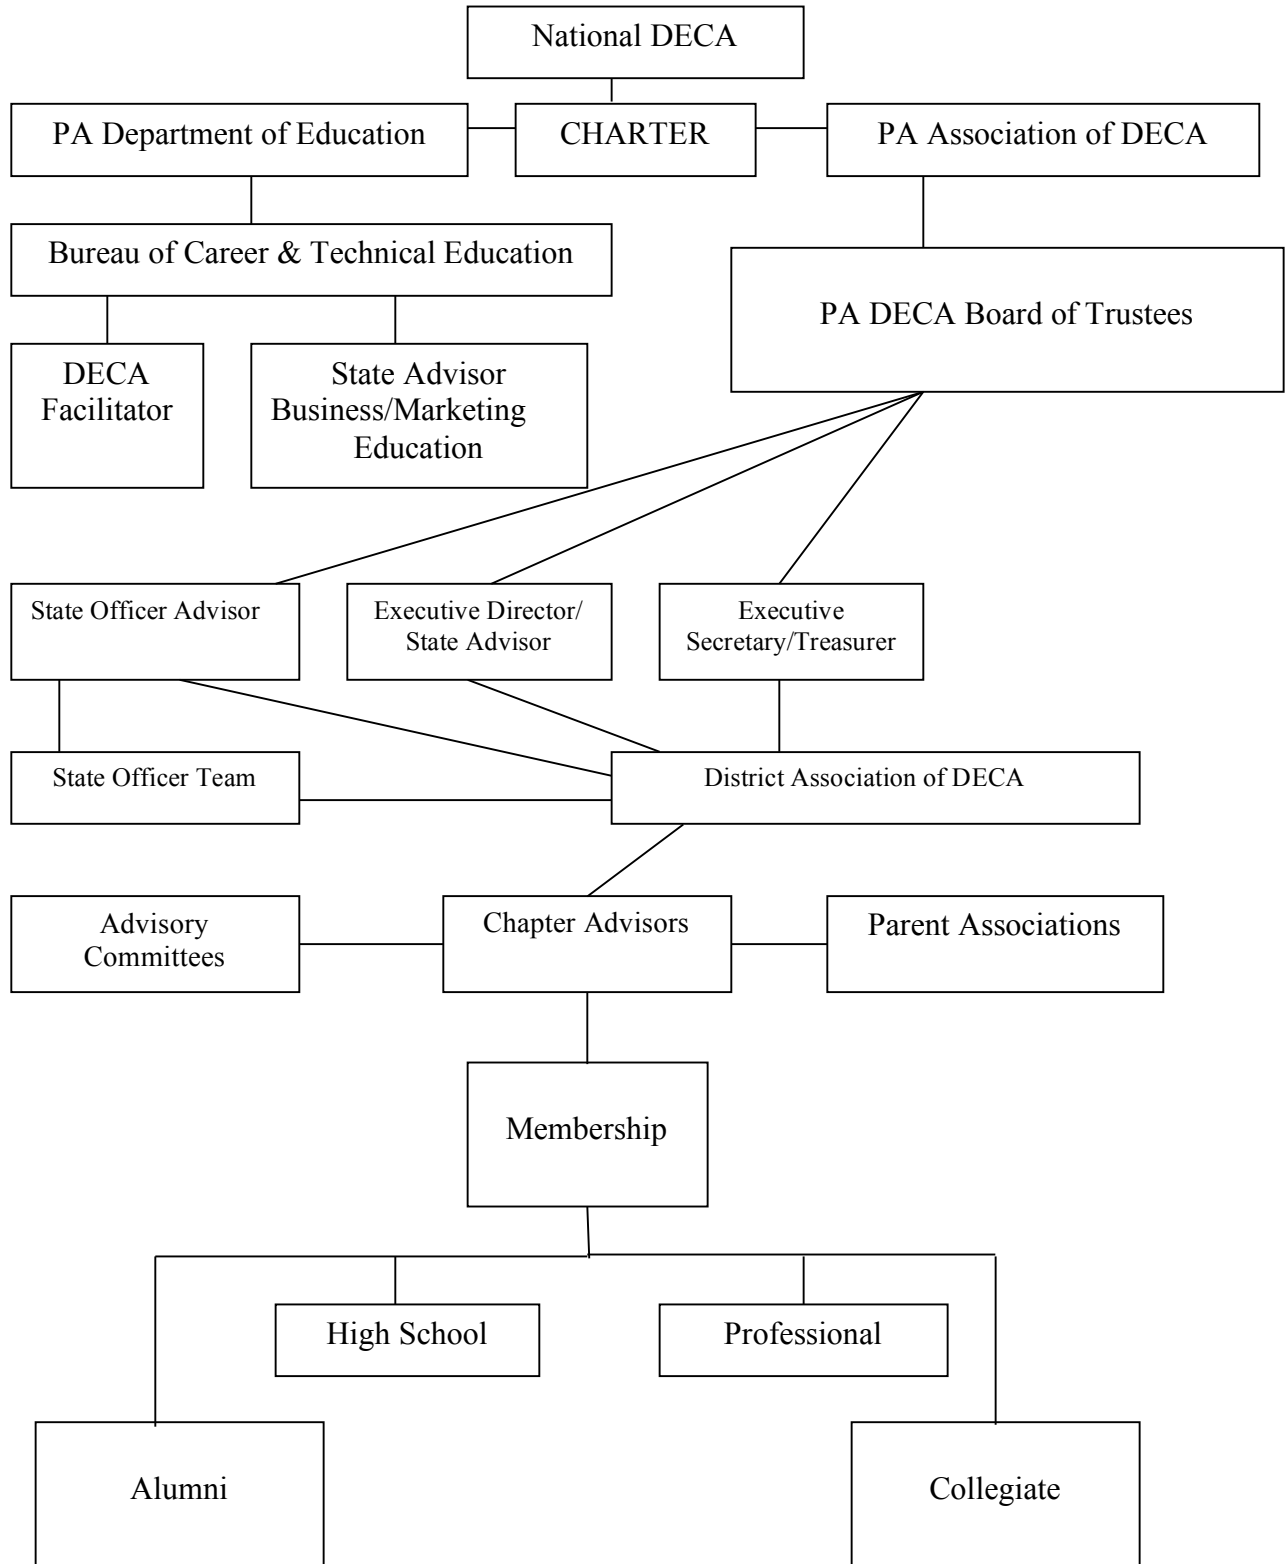 National DECA
PA Department of Education
CHARTER
PA Association of DECA
Bureau of Career & Technical Education
PA DECA Board of Trustees
DECA
Facilitator
State Advisor
Business/Marketing
Education
State Officer Advisor
Executive Director/
State Advisor
Executive
Secretary/Treasurer
State Officer Team
District Association of DECA
Advisory
Committees
Chapter Advisors
Parent Associations
Membership
High School
Professional
Alumni
Collegiate